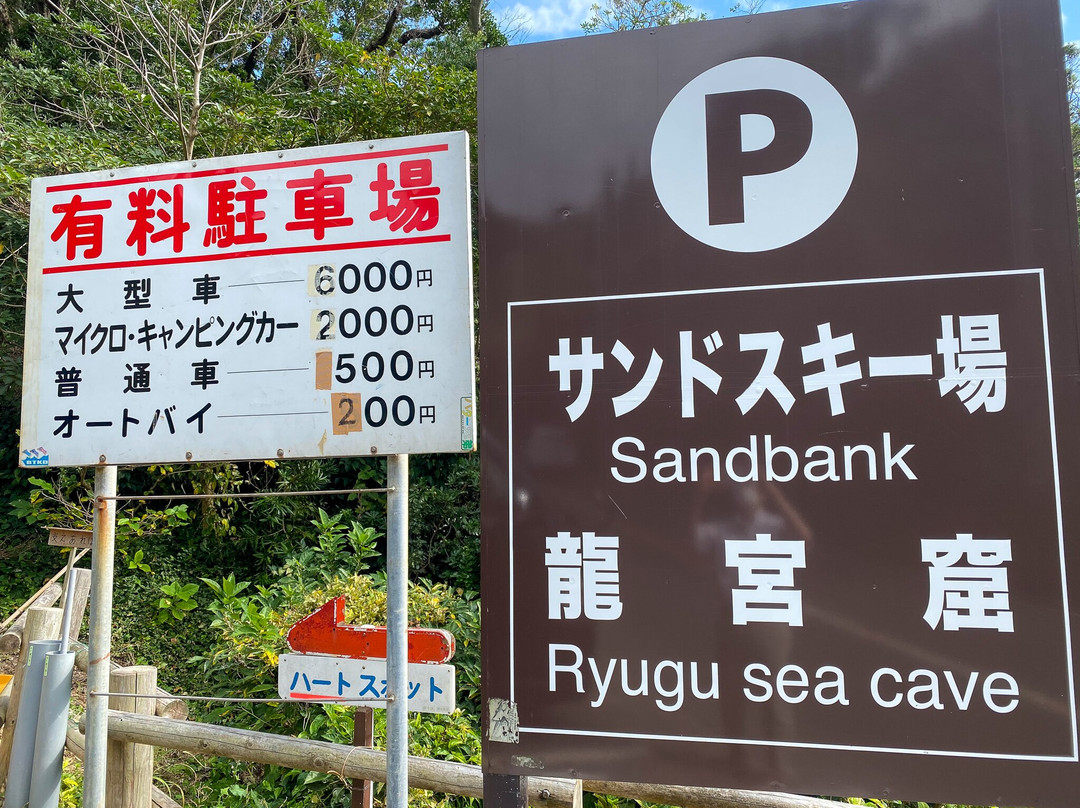 有料駐車場
大型車 6000円
マイクロ・キャンピングカー 2000円
普通車 500円
オートバイ 200円
ハートスポット
P
サンドスキー場
Sandbank
龍宮窟
Ryugu sea cave